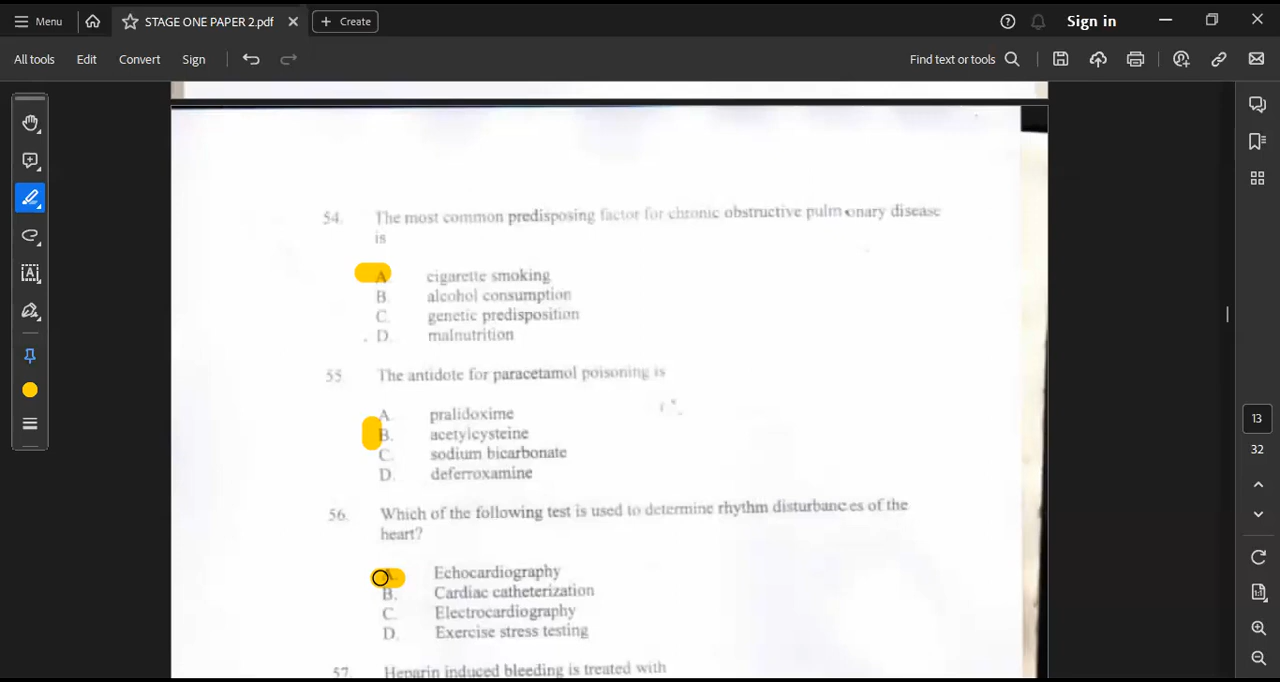 Menu
STAGE ONE PAPER 2.pdf
Create
Sign in
All tools
Edit
Convert
Sign
Find text or tools
54. The most common predisposing factor for chronic obstructive pulmonary disease
is
A cigarette smoking
B. alcohol consumption
C. genetic predisposition
D. malnutrition
55 The antidote for paracetamol poisoning is
A. pralidoxime
B. acetylcysteine
C. sodium bicarbonate
D. deferroxamine
56. Which of the following test is used to determine rhythm disturbances of the
heart?
A. Echocardiography
B. Cardiac catheterization
C. Electrocardiography
D. Exercise stress testing
57. Heparin induced bleeding is treated with
13
32